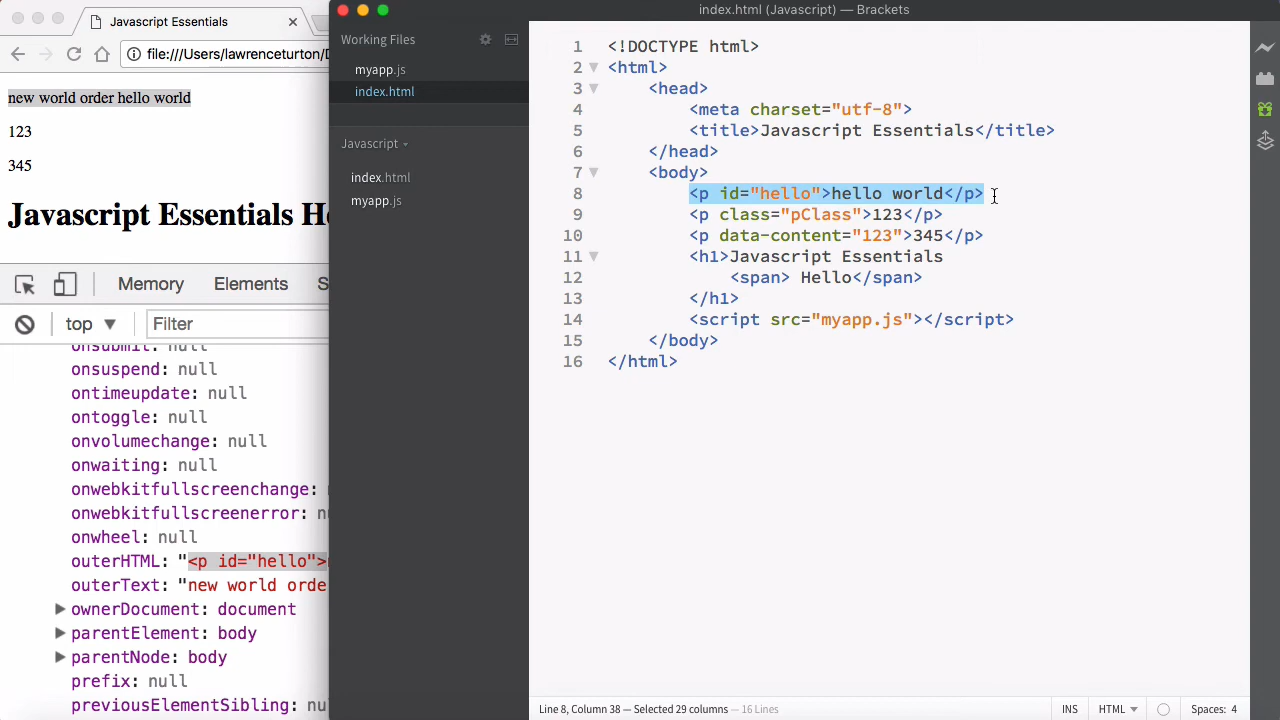 Javascript Essentials
file:///Users/lawrenceturton/D
new world order hello world
123
345
Javascript Essentials He
Memory Elements S
top Filter
onsubmit: null
onsuspend: null
ontimeupdate: null
ontoggle: null
onvolumechange: null
onwaiting: null
onwebkitfullscreenchange:
onwebkitfullscreenerror: nu
onwheel: null
outerHTML: "<p id="hello">
outerText: "new world orde
ownerDocument: document
parentElement: body
parentNode: body
prefix: null
previousElementSibling: nu
index.html (Javascript) — Brackets
Working Files
myapp.js
index.html
Javascript
index.html
myapp.js
1 <!DOCTYPE html>
2 <html>
3 <head>
4 <meta charset="utf-8">
5 <title>Javascript Essentials</title>
6 </head>
7 <body>
8 <p id="hello">hello world</p>
9 <p class="pClass">123</p>
10 <p data-content="123">345</p>
11 <h1>Javascript Essentials
12 <span> Hello</span>
13 </h1>
14 <script src="myapp.js"></script>
15 </body>
16 </html>
Line 8, Column 38 — Selected 29 columns — 16 Lines
INS HTML Spaces: 4